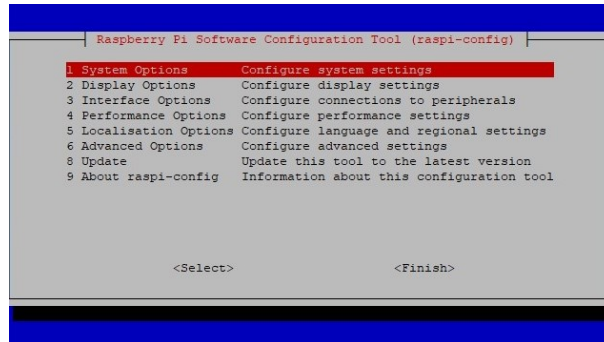 Raspberry Pi Software Configuration Tool (raspi-config)
1 System Options Configure system settings
2 Display Options Configure display settings
3 Interface Options Configure connections to peripherals
4 Performance Options Configure performance settings
5 Localisation Options Configure language and regional settings
6 Advanced Options Configure advanced settings
8 Update Update this tool to the latest version
9 About raspi-config Information about this configuration tool
<Select> <Finish>